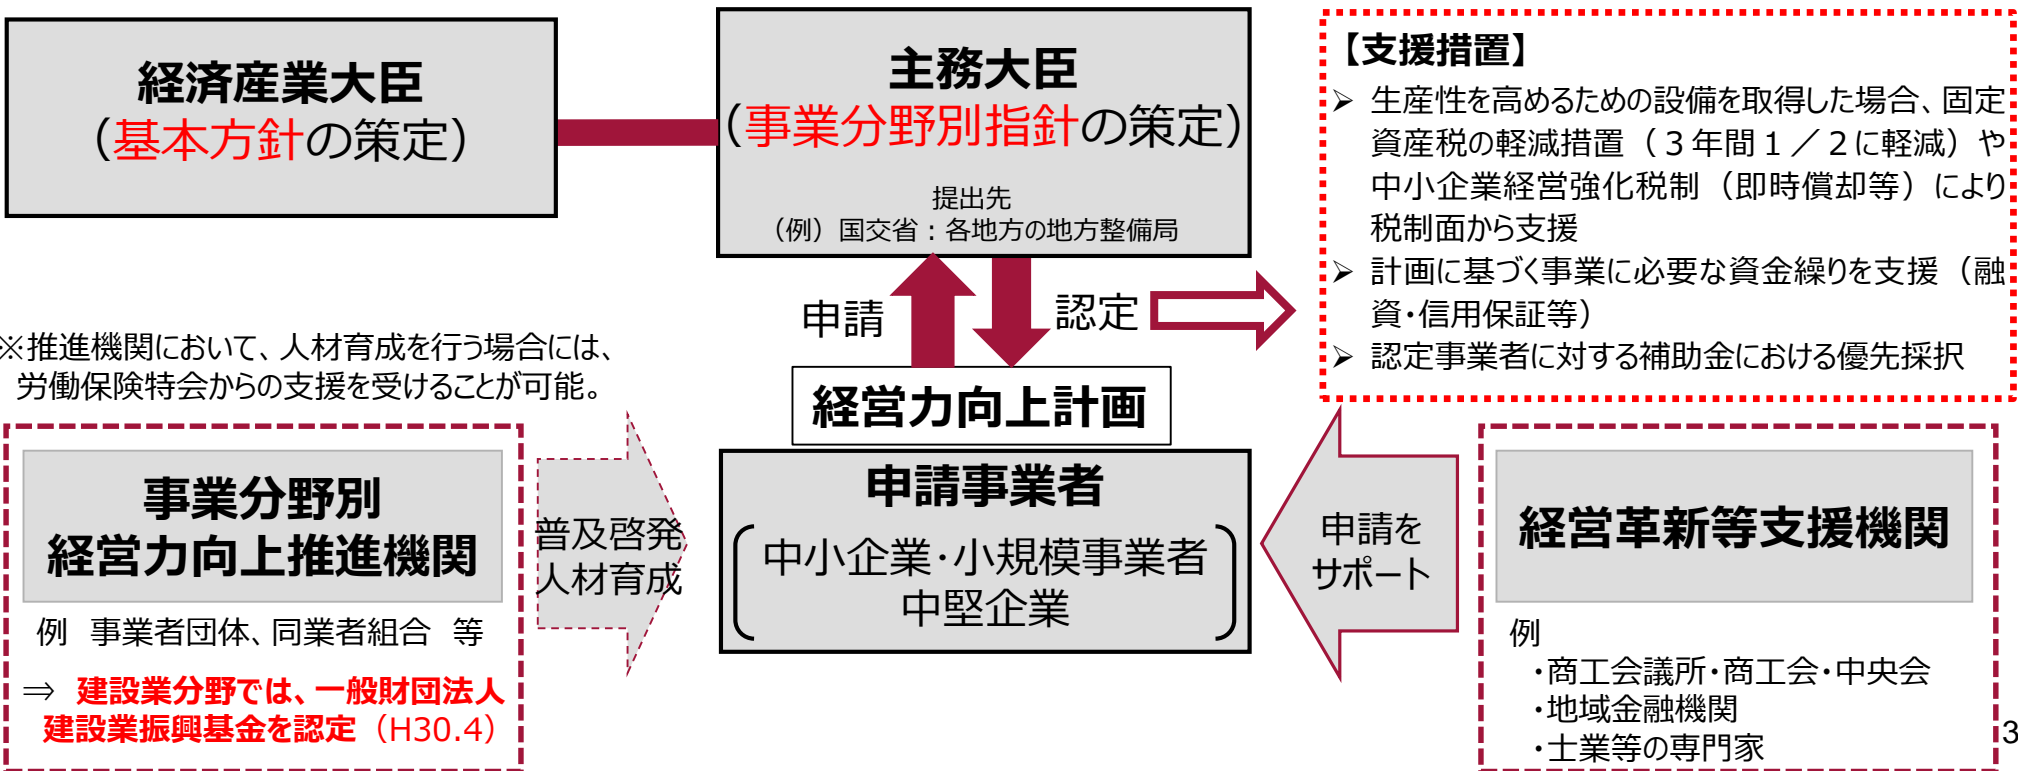 経済産業大臣
（基本方針の策定）
主務大臣
（事業分野別指針の策定）
提出先
（例）国交省：各地方の地方整備局
【支援措置】
➢ 生産性を高めるための設備を取得した場合、固定
資産税の軽減措置（３年間１／２に軽減）や
中小企業経営強化税制（即時償却等）により
税制面から支援
➢ 計画に基づく事業に必要な資金繰りを支援（融
資・信用保証等）
➢ 認定事業者に対する補助金における優先採択
申請
認定
※推進機関において、人材育成を行う場合には、
労働保険特会からの支援を受けることが可能。
経営力向上計画
事業分野別
経営力向上推進機関
例　事業者団体、同業者組合　等
⇒ 建設業分野では、一般財団法人
建設業振興基金を認定（H30.4）
普及啓発
人材育成
申請事業者
中小企業・小規模事業者
中堅企業
申請を
サポート
経営革新等支援機関
例
・商工会議所・商工会・中央会
・地域金融機関
・士業等の専門家
3